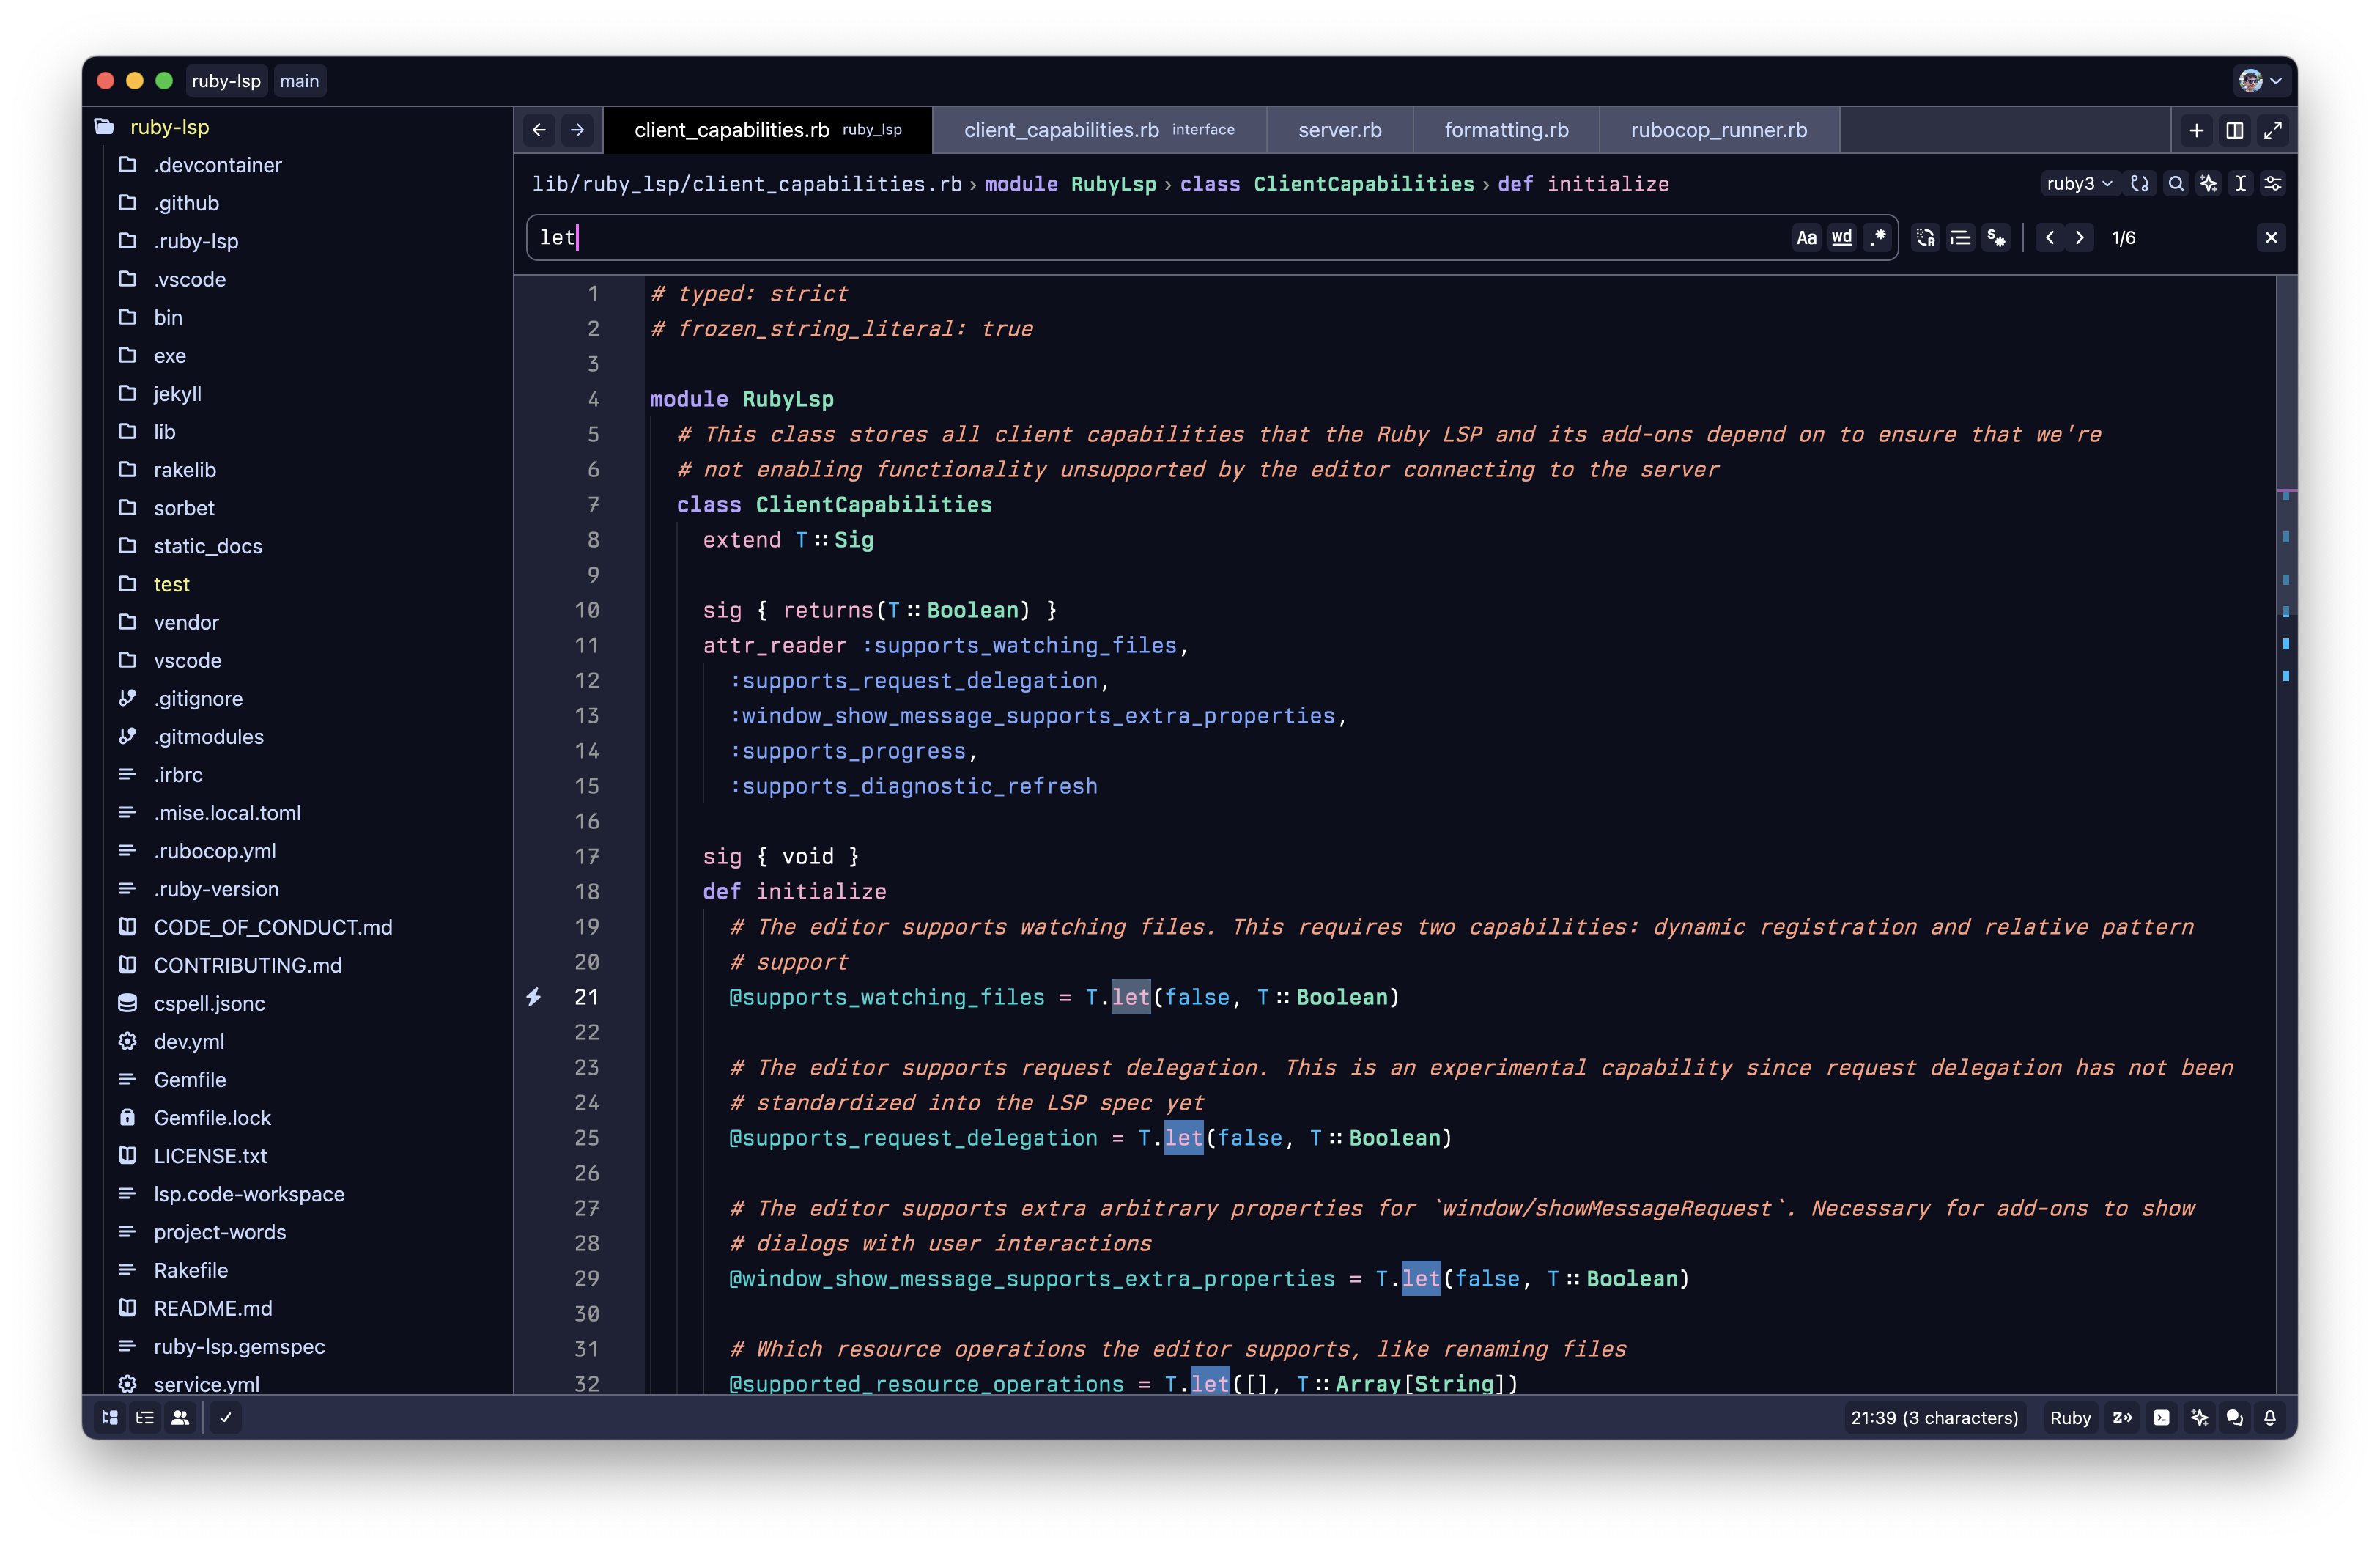 ruby-lsp main
ruby-lsp
.devcontainer
.github
.ruby-lsp
.vscode
bin
exe
jekyll
lib
rakelib
sorbet
static_docs
test
vendor
vscode
.gitignore
.gitmodules
.irbrc
.mise.local.toml
.rubocop.yml
.ruby-version
CODE_OF_CONDUCT.md
CONTRIBUTING.md
cspell.jsonc
dev.yml
Gemfile
Gemfile.lock
LICENSE.txt
lsp.code-workspace
project-words
Rakefile
README.md
ruby-lsp.gemspec
service.yml
client_capabilities.rb ruby_lsp client_capabilities.rb interface server.rb formatting.rb rubocop_runner.rb
lib/ruby_lsp/client_capabilities.rb › module RubyLsp › class ClientCapabilities › def initialize ruby3
let Aa wd .* 1/6
1 # typed: strict
2 # frozen_string_literal: true
3
4 module RubyLsp
5 # This class stores all client capabilities that the Ruby LSP and its add-ons depend on to ensure that we're
6 # not enabling functionality unsupported by the editor connecting to the server
7 class ClientCapabilities
8 extend T::Sig
9
10 sig { returns(T::Boolean) }
11 attr_reader :supports_watching_files,
12 :supports_request_delegation,
13 :window_show_message_supports_extra_properties,
14 :supports_progress,
15 :supports_diagnostic_refresh
16
17 sig { void }
18 def initialize
19 # The editor supports watching files. This requires two capabilities: dynamic registration and relative pattern
20 # support
21 @supports_watching_files = T.let(false, T::Boolean)
22
23 # The editor supports request delegation. This is an experimental capability since request delegation has not been
24 # standardized into the LSP spec yet
25 @supports_request_delegation = T.let(false, T::Boolean)
26
27 # The editor supports extra arbitrary properties for `window/showMessageRequest`. Necessary for add-ons to show
28 # dialogs with user interactions
29 @window_show_message_supports_extra_properties = T.let(false, T::Boolean)
30
31 # Which resource operations the editor supports, like renaming files
32 @supported_resource_operations = T.let([], T::Array[String])
21:39 (3 characters) Ruby